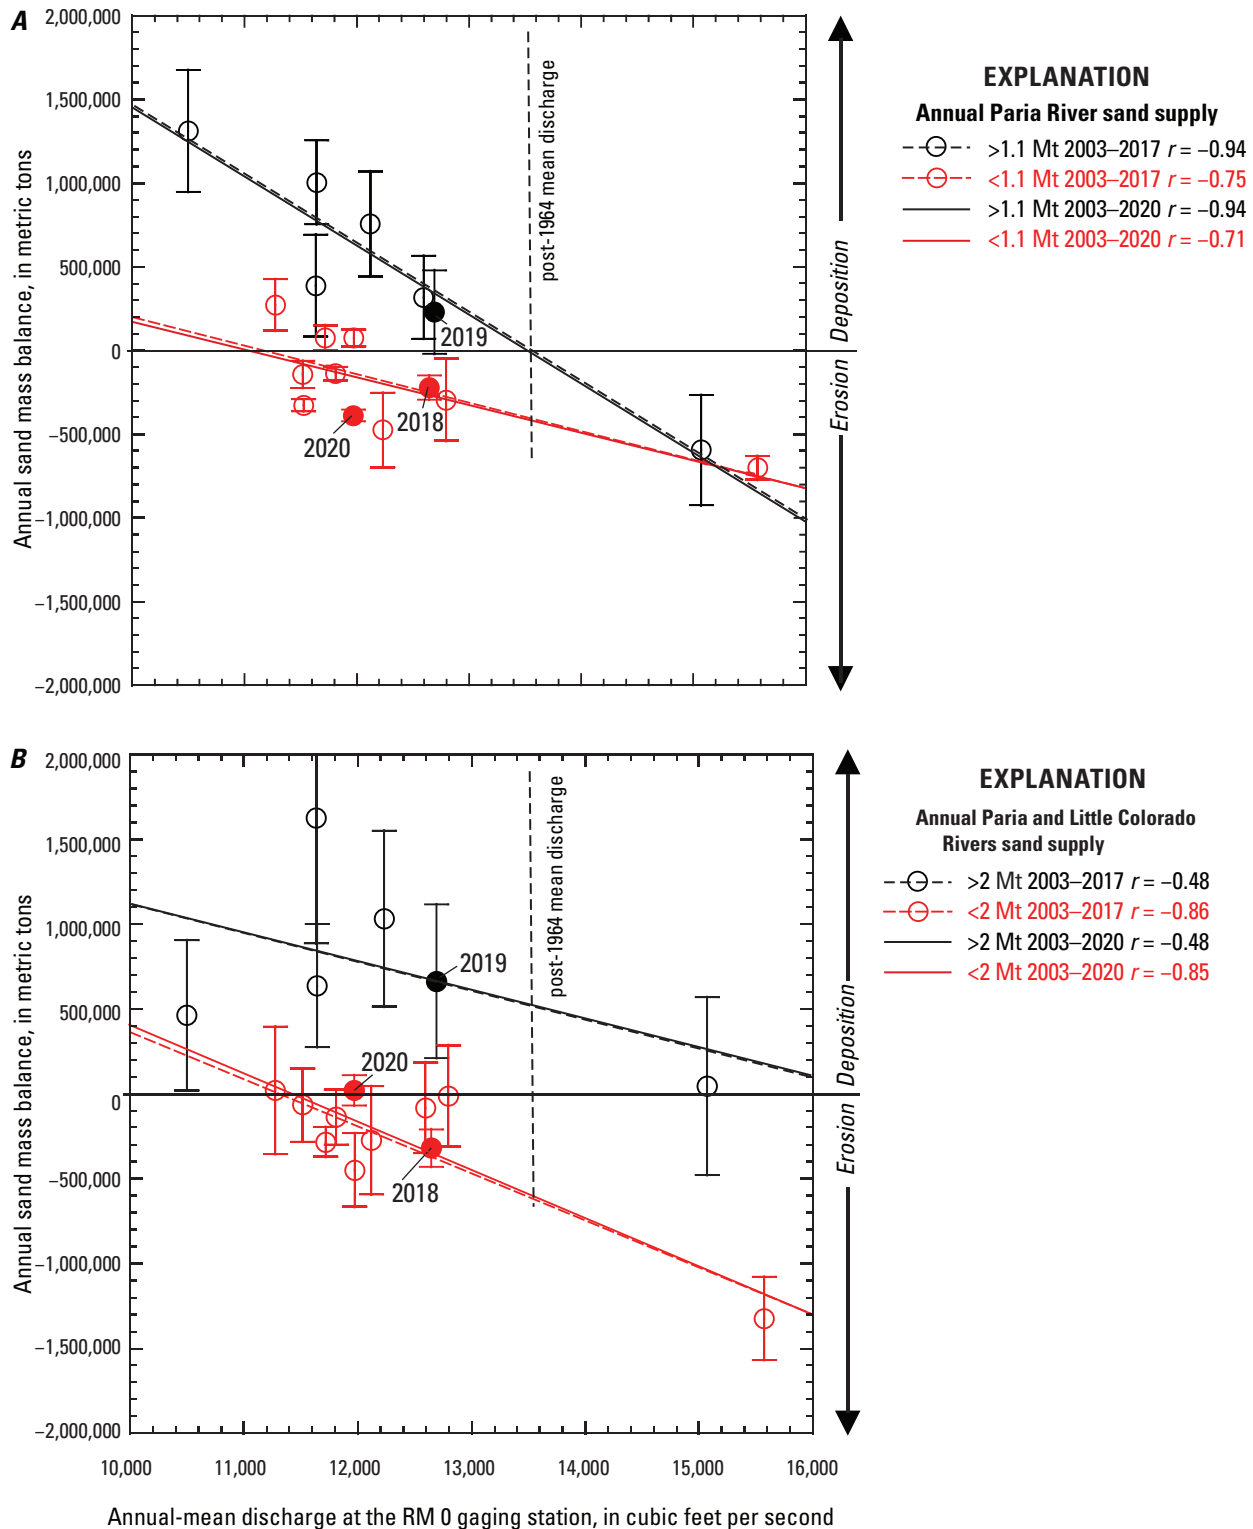 A
2,000,000
1,500,000
1,000,000
500,000
0
−500,000
−1,000,000
−1,500,000
−2,000,000
Annual sand mass balance, in metric tons
post-1964 mean discharge
2019
2018
2020
Deposition
Erosion
EXPLANATION
Annual Paria River sand supply
>1.1 Mt 2003–2017 r = −0.94
<1.1 Mt 2003–2017 r = −0.75
>1.1 Mt 2003–2020 r = −0.94
<1.1 Mt 2003–2020 r = −0.71
B
2,000,000
1,500,000
1,000,000
500,000
0
−500,000
−1,000,000
−1,500,000
−2,000,000
Annual sand mass balance, in metric tons
post-1964 mean discharge
2019
2020
2018
Deposition
Erosion
EXPLANATION
Annual Paria and Little Colorado
Rivers sand supply
>2 Mt 2003–2017 r = −0.48
<2 Mt 2003–2017 r = −0.86
>2 Mt 2003–2020 r = −0.48
<2 Mt 2003–2020 r = −0.85
10,000 11,000 12,000 13,000 15,000 16,000
Annual-mean discharge at the RM 0 gaging station, in cubic feet per second